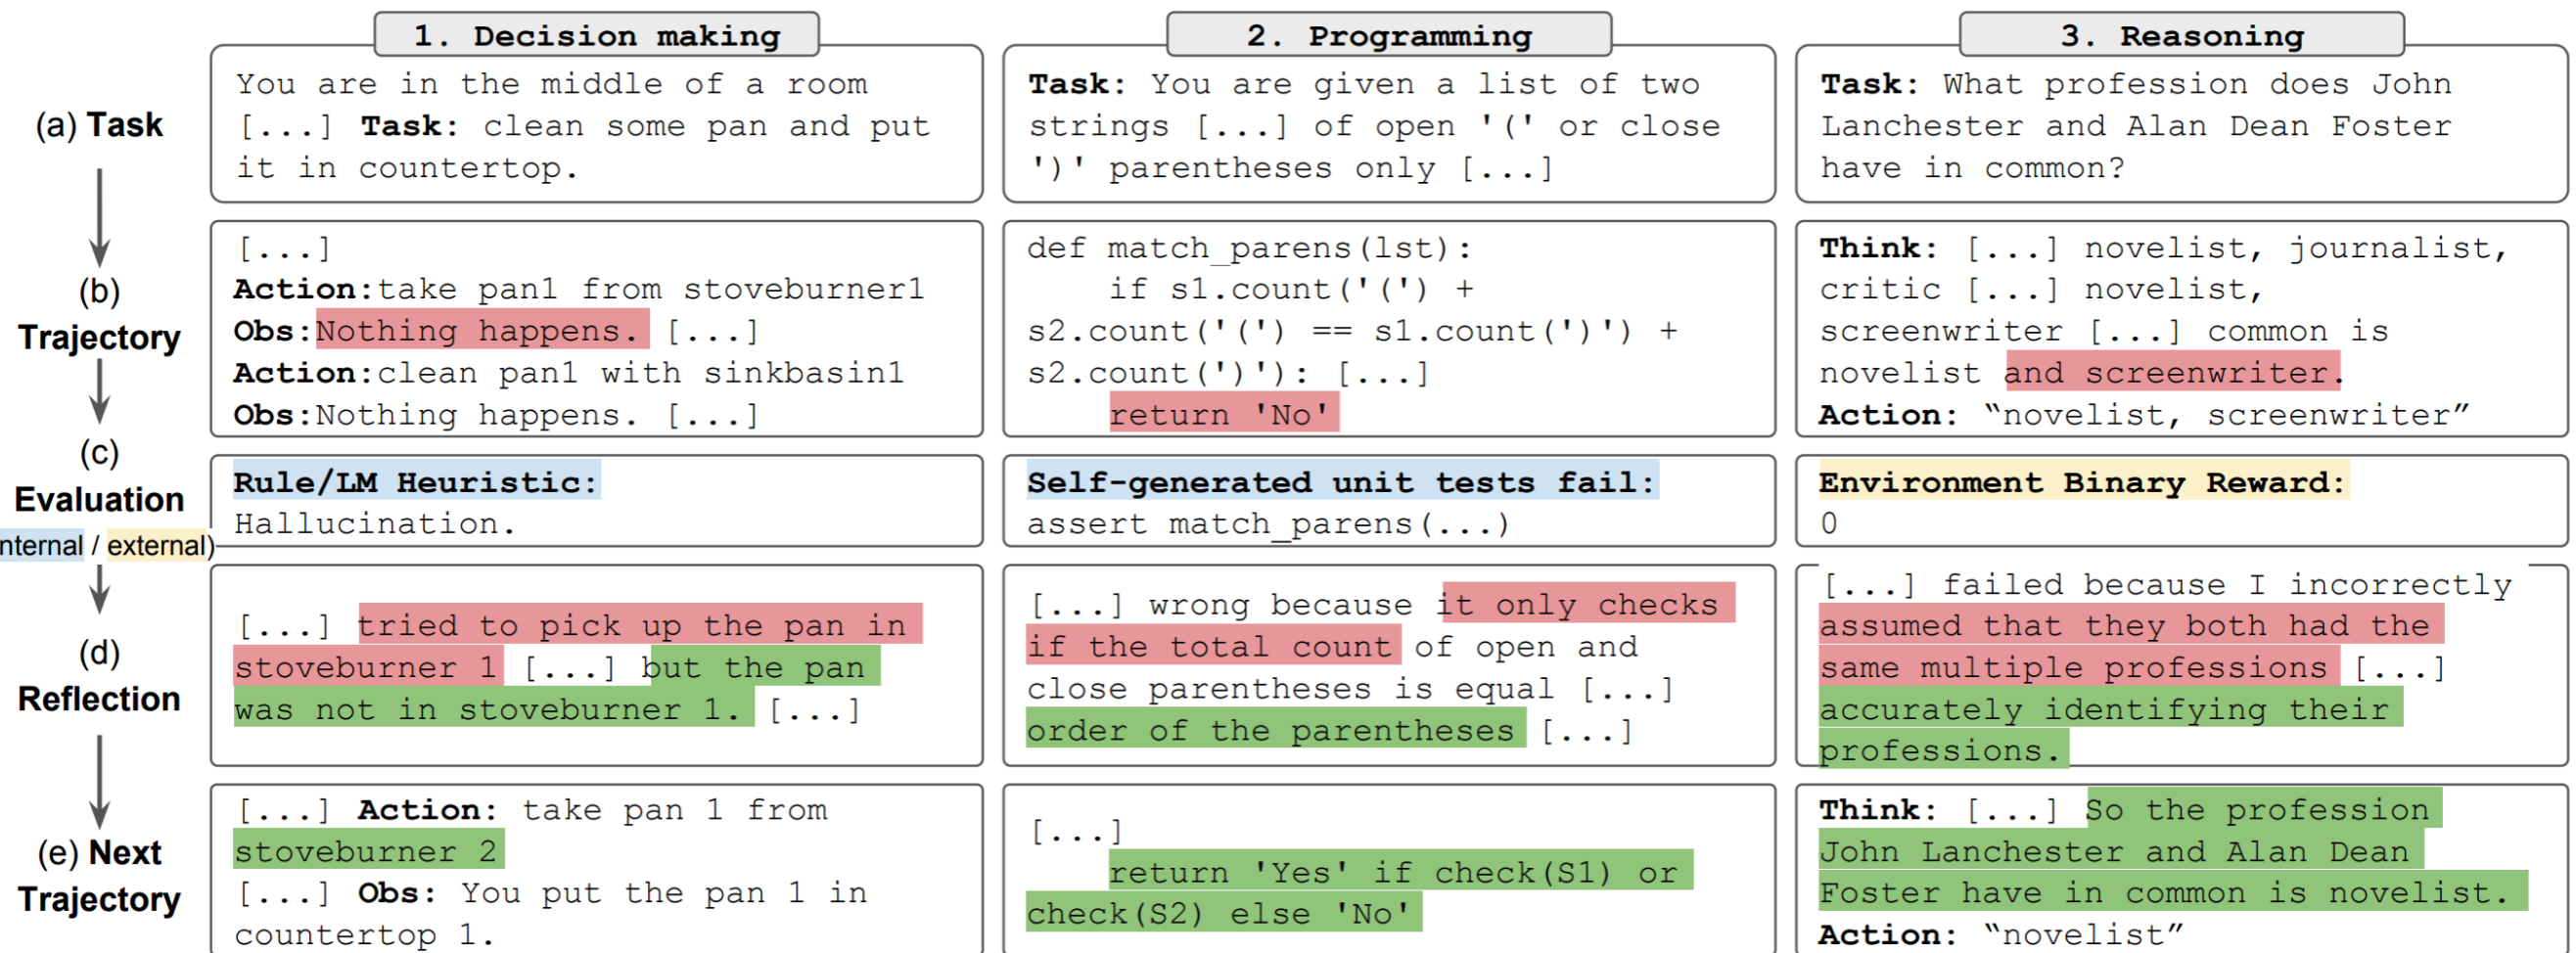 1. Decision making
2. Programming
3. Reasoning
(a) Task
You are in the middle of a room
[...] Task: clean some pan and put
it in countertop.
Task: You are given a list of two
strings [...] of open '(' or close
')' parentheses only [...]
Task: What profession does John
Lanchester and Alan Dean Foster
have in common?
(b)
Trajectory
[...]
Action:take pan1 from stoveburner1
Obs:Nothing happens. [...]
Action:clean pan1 with sinkbasin1
Obs:Nothing happens. [...]
def match_parens(lst):
if s1.count('(') +
s2.count('(') == s1.count(')') +
s2.count(')'): [...]
return 'No'
Think: [...] novelist, journalist,
critic [...] novelist,
screenwriter [...] common is
novelist and screenwriter.
Action: “novelist, screenwriter”
(c)
Evaluation
nternal / external)
Rule/LM Heuristic:
Hallucination.
Self-generated unit tests fail:
assert match_parens(...)
Environment Binary Reward:
0
(d)
Reflection
[...] tried to pick up the pan in
stoveburner 1 [...] but the pan
was not in stoveburner 1. [...]
[...] wrong because it only checks
if the total count of open and
close parentheses is equal [...]
order of the parentheses [...]
[...] failed because I incorrectly
assumed that they both had the
same multiple professions [...]
accurately identifying their
professions.
(e) Next
Trajectory
[...] Action: take pan 1 from
stoveburner 2
[...] Obs: You put the pan 1 in
countertop 1.
[...]
return 'Yes' if check(S1) or
check(S2) else 'No'
Think: [...] So the profession
John Lanchester and Alan Dean
Foster have in common is novelist.
Action: “novelist”